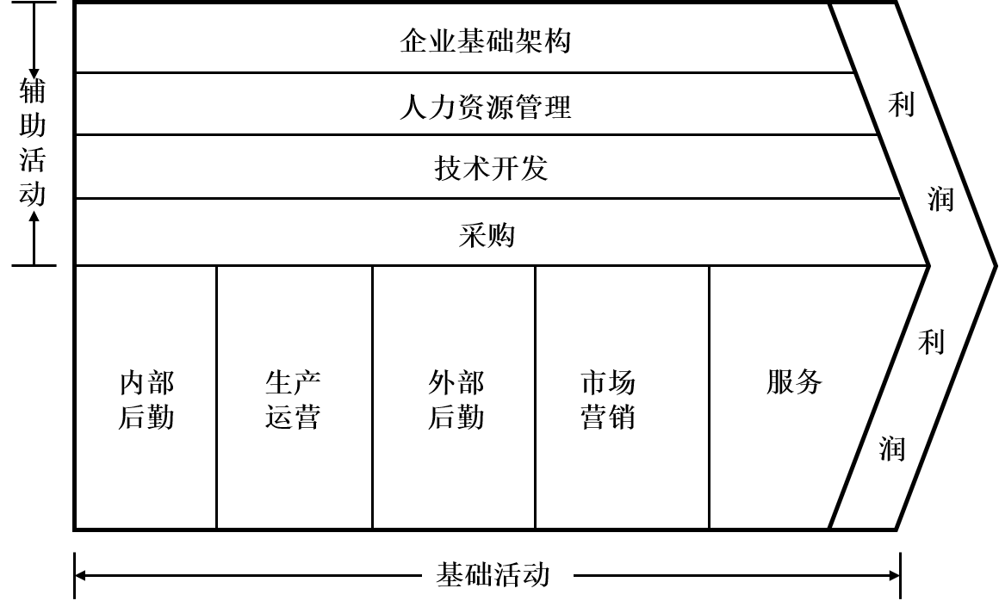 企业基础架构
人力资源管理
技术开发
采购
辅助活动
利润
内部
后勤
生产
运营
外部
后勤
市场
营销
服务
利润
基础活动